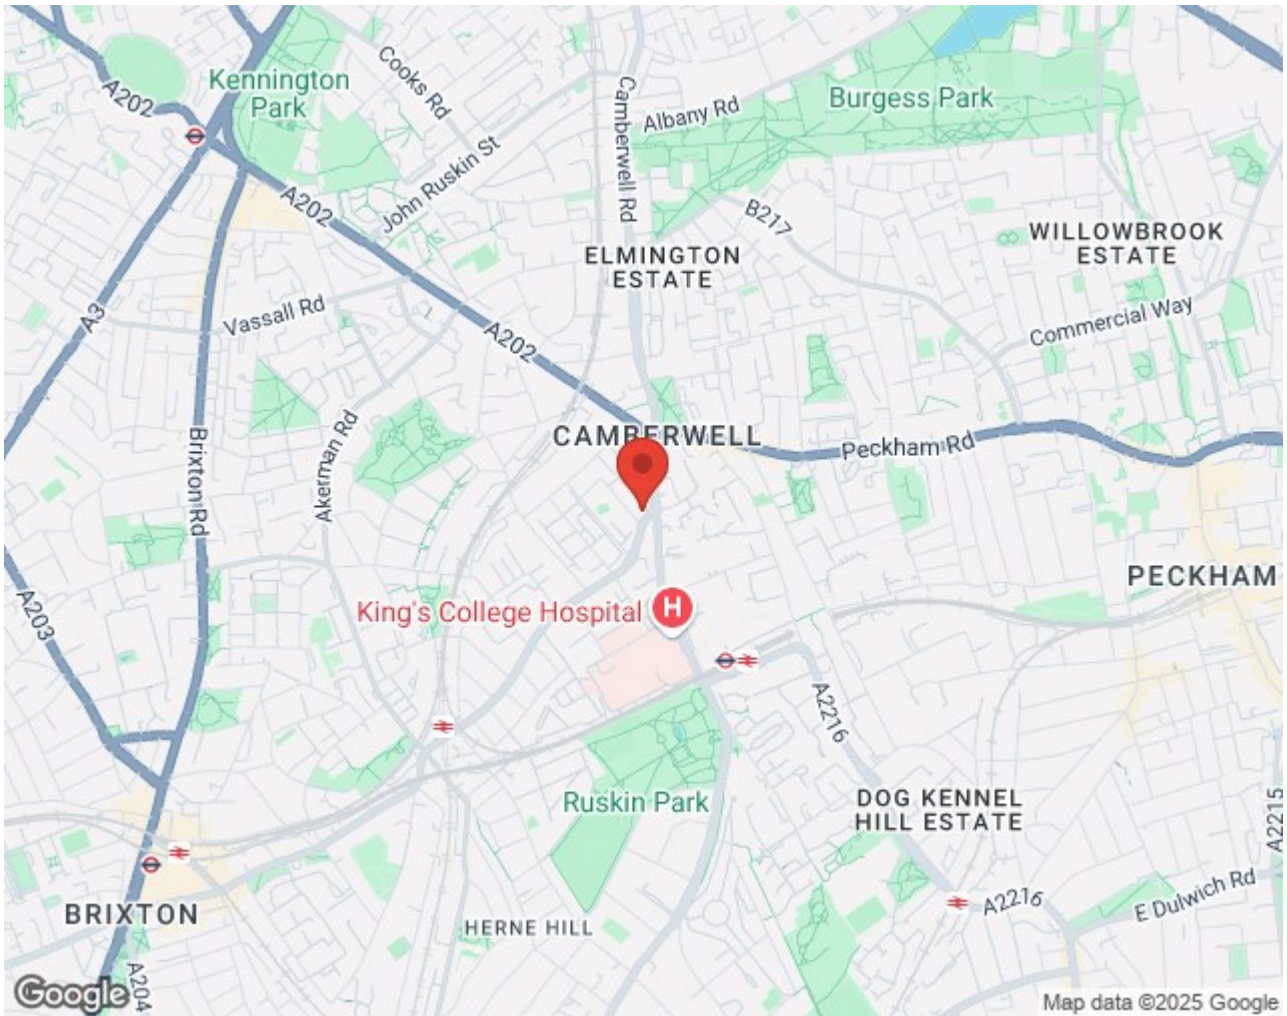 Cooks Rd
Kennington
Park
A202
Camberwell Rd
Albany Rd
Burgess Park
John Ruskin St
A202
B217
ELMINGTON
ESTATE
WILLOWBROOK
ESTATE
A3
Vassall Rd
A202
Commercial Way
Brixton Rd
Akerman Rd
CAMBERWELL
Peckham Rd
A203
King's College Hospital
H
PECKHAM
A2216
Ruskin Park
DOG KENNEL
HILL ESTATE
A2215
BRIXTON
HERNE HILL
A2216
E Dulwich Rd
A204
Google
Map data ©2025 Google